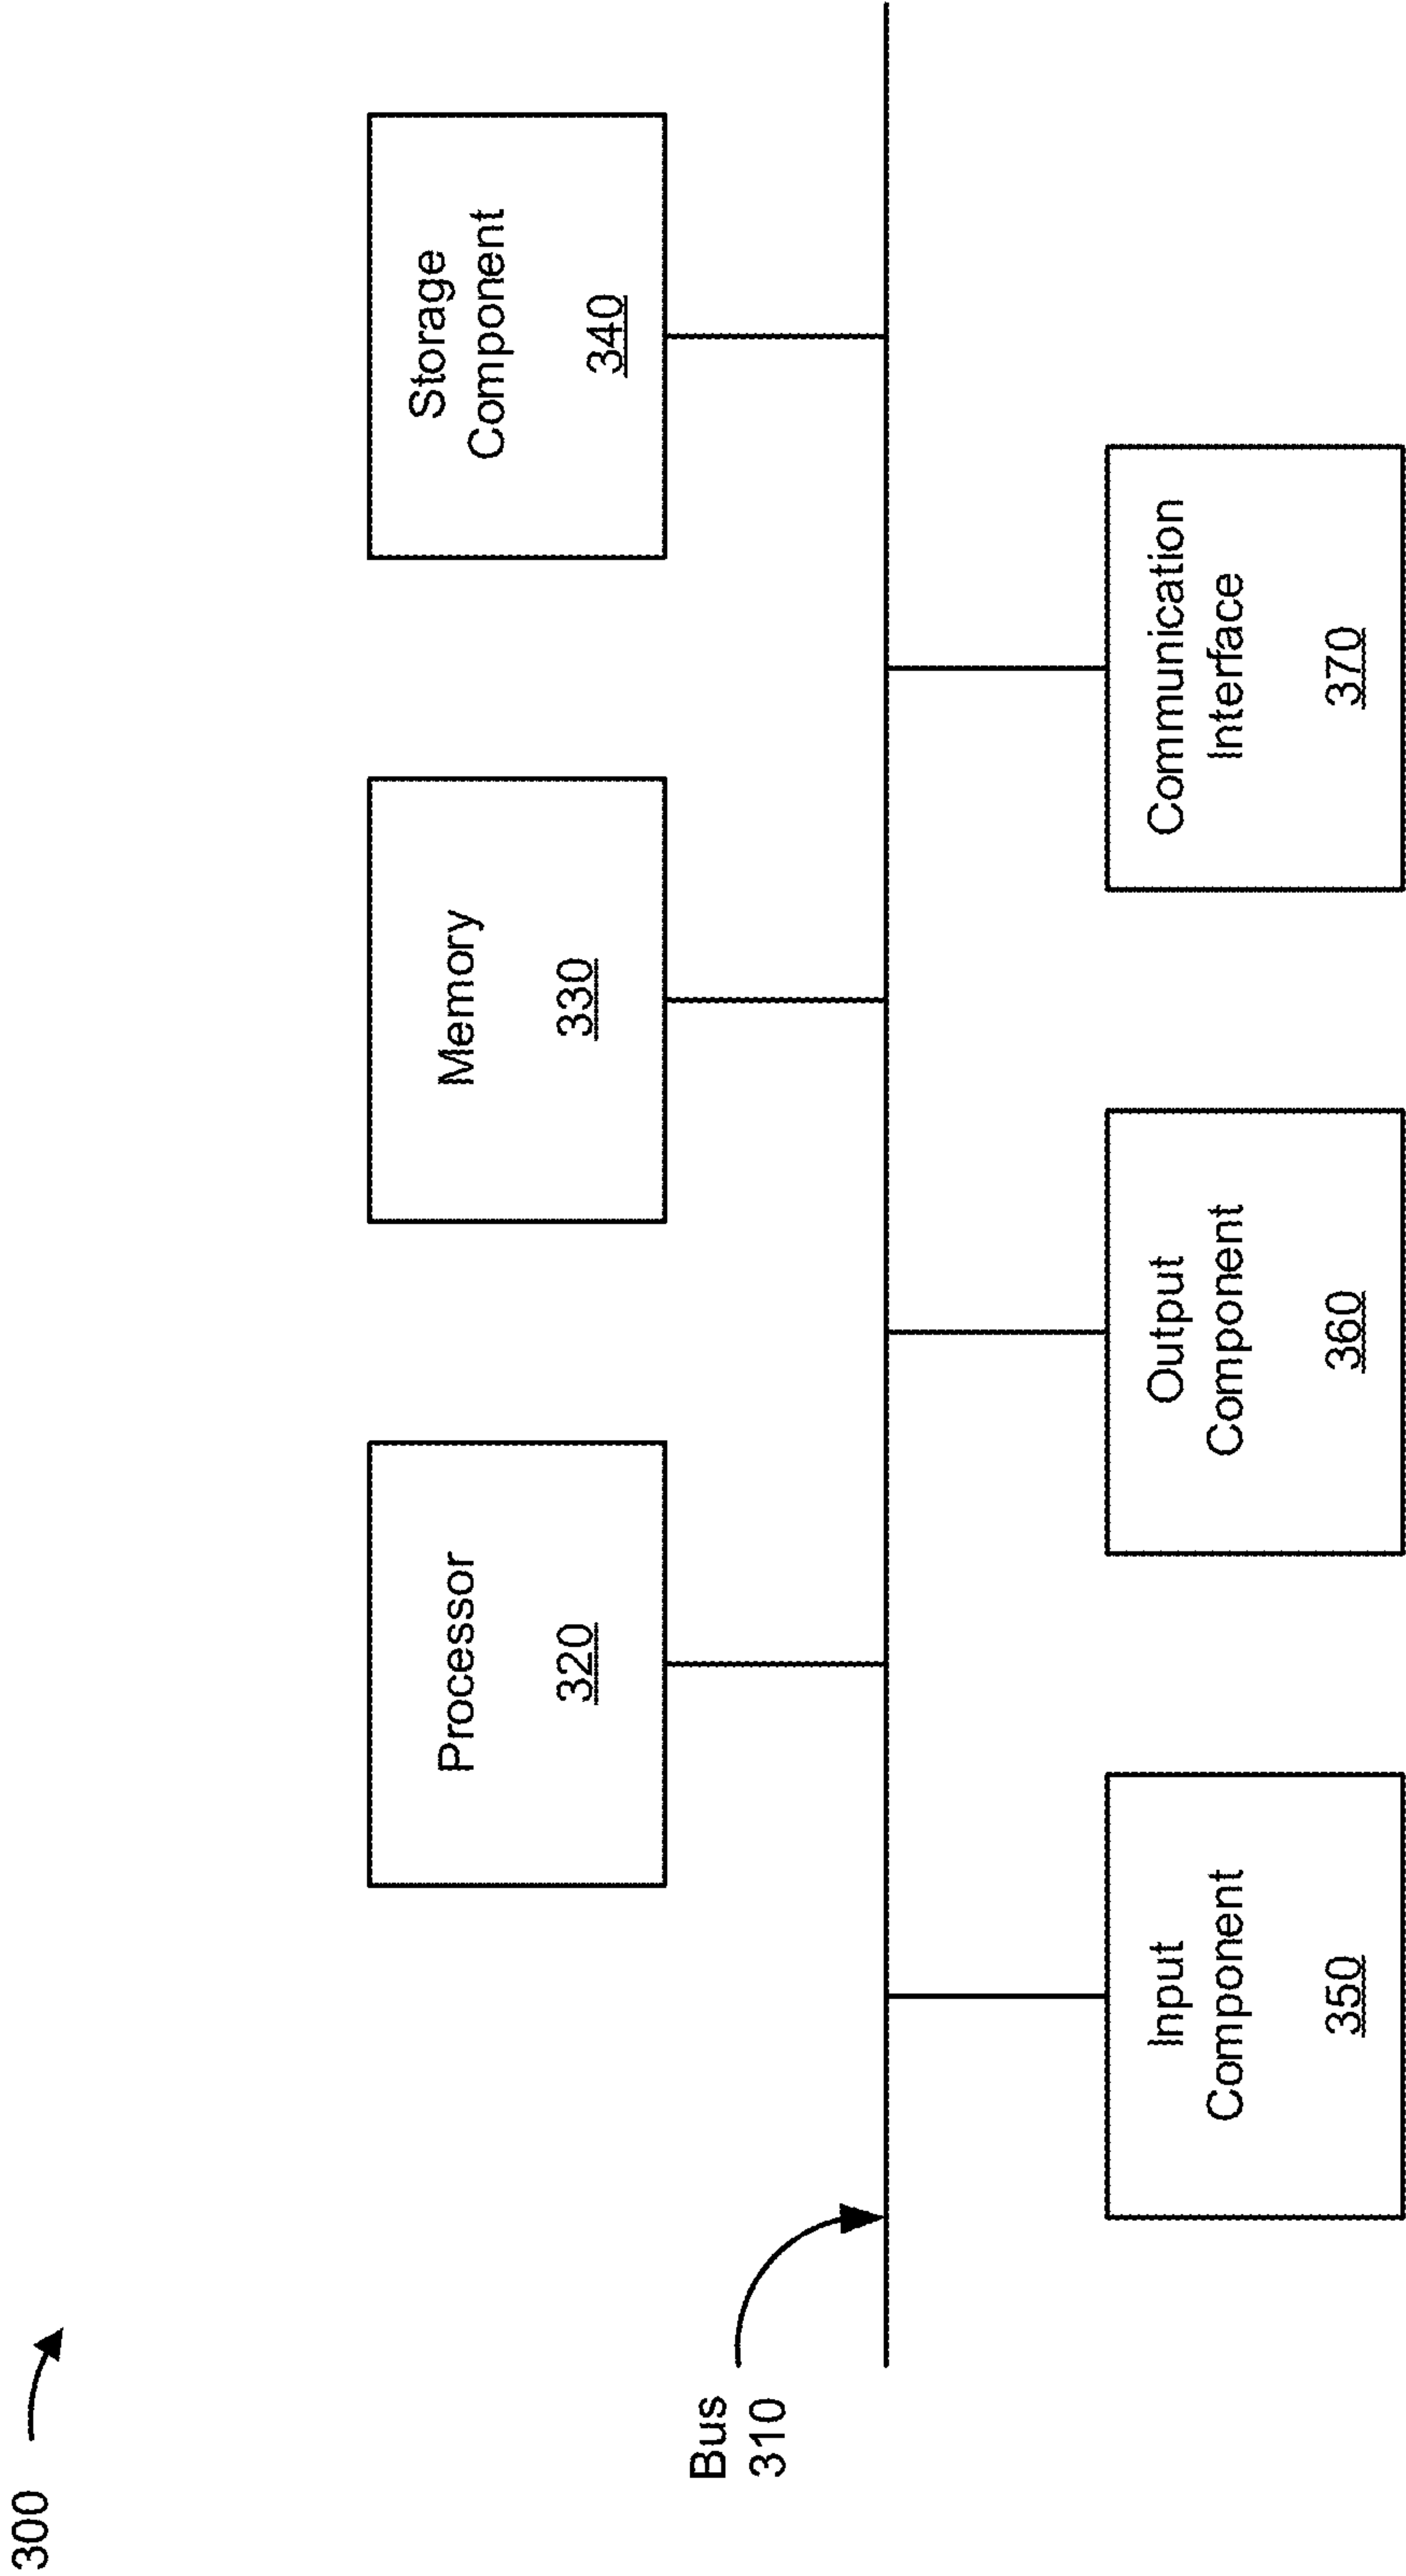 300
Processor
320
Memory
330
Storage
Component
340
Bus
310
Input
Component
350
Output
Component
360
Communication
Interface
370